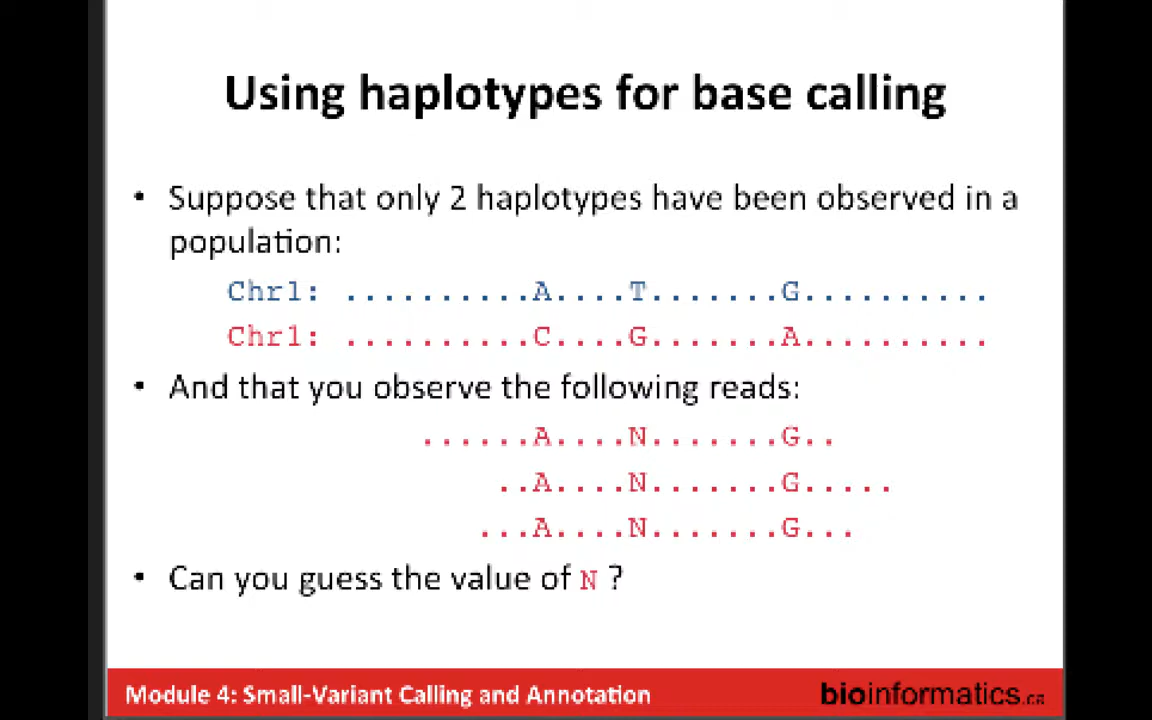 Using haplotypes for base calling
• Suppose that only 2 haplotypes have been observed in a
population:
Chr1: ..........A....T.......G..........
Chr1: ..........C....G.......A..........
• And that you observe the following reads:
......A....N.......G..
..A....N.......G.....
...A....N.......G...
• Can you guess the value of N ?
Module 4: Small-Variant Calling and Annotation
bioinformatics.ca